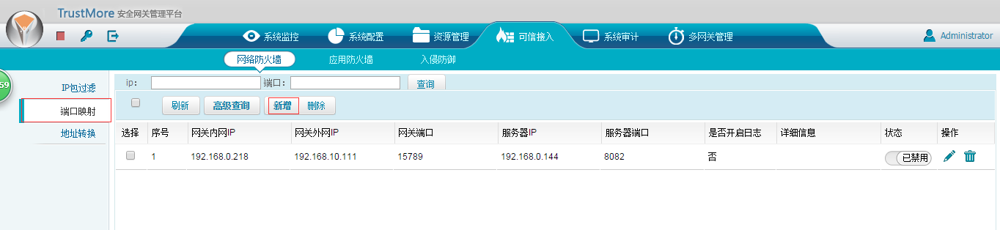 TrustMore 安全网关管理平台
系统监控 系统配置 资源管理 可信接入 系统审计 多网关管理 Administrator
网络防火墙 应用防火墙 入侵防御
59
IP包过滤
端口映射
地址转换
ip: 端口: 查询
刷新 高级查询 新增 删除
选择 序号 网关内网IP 网关外网IP 网关端口 服务器IP 服务器端口 是否开启日志 详细信息 状态 操作
1 192.168.0.218 192.168.10.111 15789 192.168.0.144 8082 否 已禁用